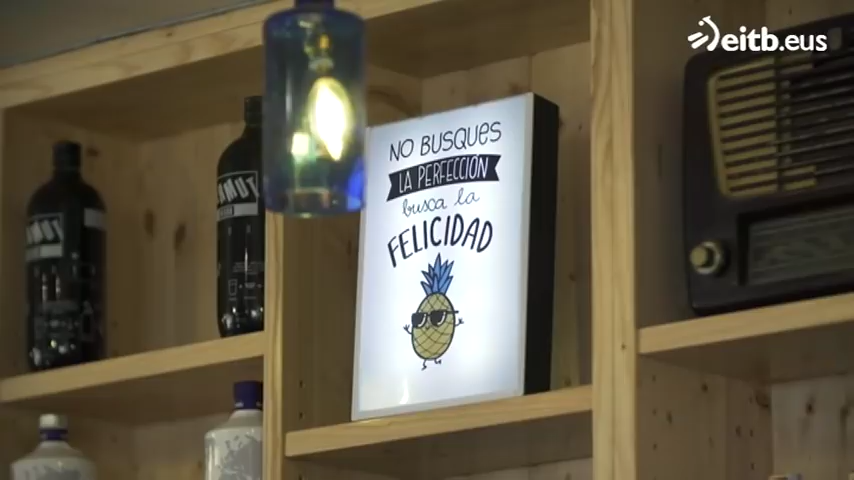 eitb.eus
NO BUSQUeS
LA PERFECCIÓN
busca la
FELICIDAD